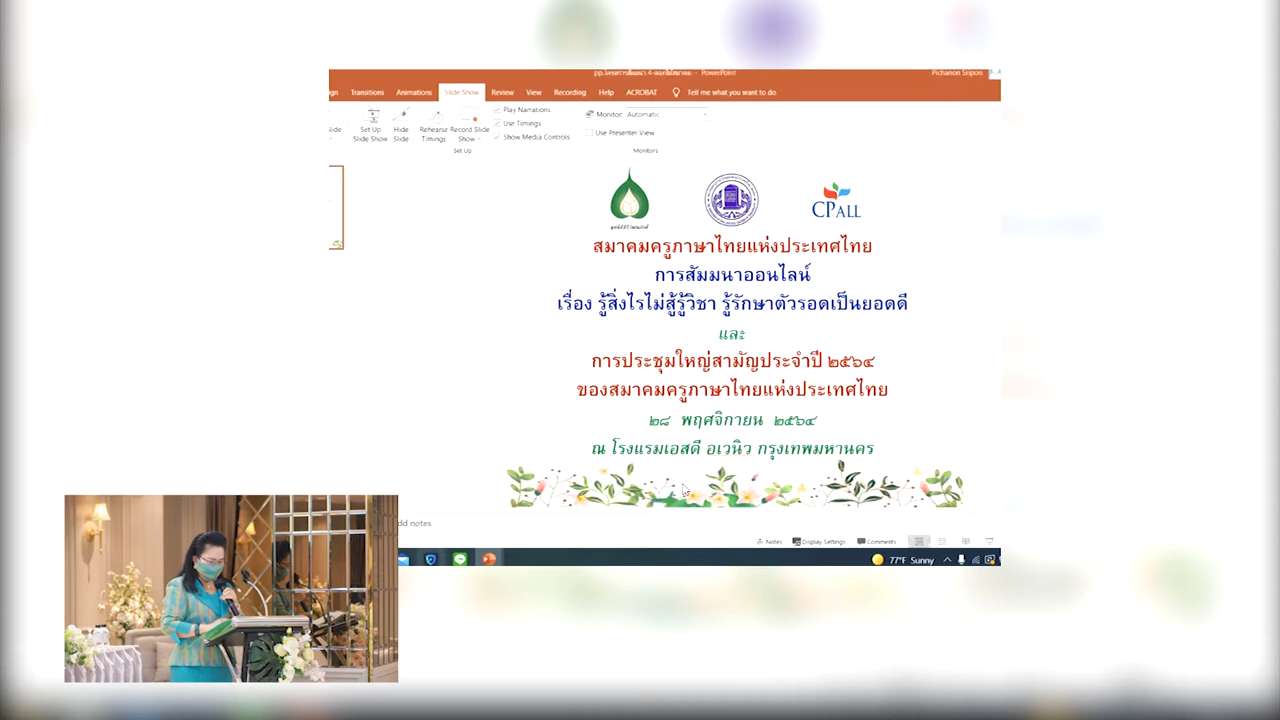 PowerPoint
Pichanon Sripon
Transitions Animations Slide Show Review View Recording Help ACROBAT Tell me what you want to do
Set Up Slide Show
Hide Slide
Rehearse Timings
Record Slide Show
Play Narrations
Use Timings
Show Media Controls
Monitor: Automatic
Use Presenter View
Set Up
Monitors
CPALL
สมาคมครูภาษาไทยแห่งประเทศไทย
การสัมมนาออนไลน์
เรื่อง รู้สิ่งไรไม่สู้รู้วิชา รู้รักษาตัวรอดเป็นยอดดี
และ
การประชุมใหญ่สามัญประจำปี ๒๕๖๔
ของสมาคมครูภาษาไทยแห่งประเทศไทย
๒๘ พฤศจิกายน ๒๕๖๔
ณ โรงแรมเอสดี อเวนิว กรุงเทพมหานคร
dd notes
Notes Display Settings Comments
77°F Sunny